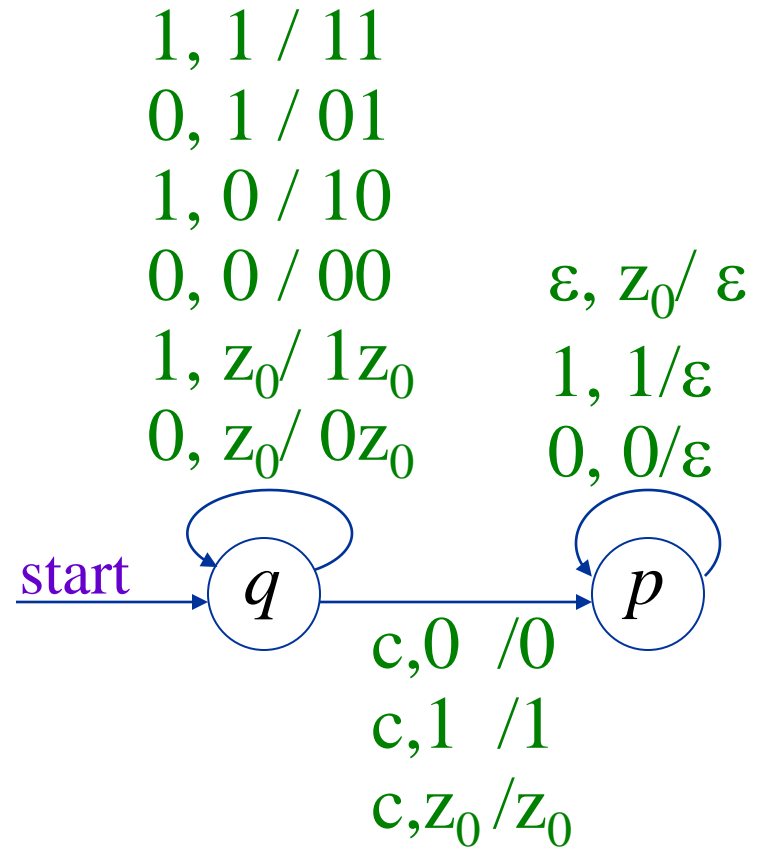 1, 1 / 11
0, 1 / 01
1, 0 / 10
0, 0 / 00
1, z₀/ 1z₀
0, z₀/ 0z₀
ε, z₀/ ε
1, 1/ε
0, 0/ε
start
q
p
c,0 /0
c,1 /1
c,z₀ /z₀